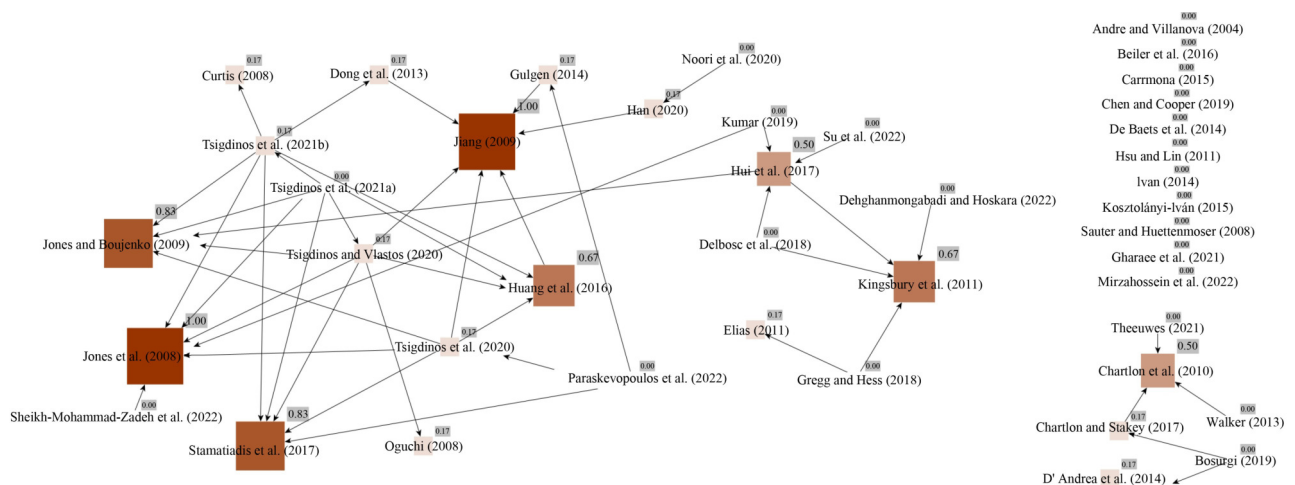 0.00
Andre and Villanova (2004)
0.00
Beiler et al. (2016)
0.00
Carrmona (2015)
0.00
Chen and Cooper (2019)
0.00
De Baets et al. (2014)
0.00
Hsu and Lin (2011)
0.00
Ivan (2014)
0.00
Kosztolányi-Iván (2015)
0.00
Sauter and Huettenmoser (2008)
0.00
Gharaee et al. (2021)
0.00
Mirzahossein et al. (2022)
0.17
Curtis (2008)
0.17
Dong et al. (2013)
0.17
Gulgen (2014)
0.00
Noori et al. (2020)
0.17
Han (2020)
1.00
Jiang (2009)
0.00
Kumar (2019)
0.00
Su et al. (2022)
0.17
Tsigdinos et al. (2021b)
0.50
Hui et al. (2017)
0.00
Tsigdinos et al. (2021a)
0.00
Dehghanmongabadi and Hoskara (2022)
0.83
Jones and Boujenko (2009)
0.17
Tsigdinos and Vlastos (2020)
0.00
Delbosc et al. (2018)
0.67
Huang et al. (2016)
0.67
Kingsbury et al. (2011)
1.00
Jones et al. (2008)
0.17
Tsigdinos et al. (2020)
0.17
Elias (2011)
0.00
Paraskevopoulos et al. (2022)
0.00
Gregg and Hess (2018)
0.00
Sheikh-Mohammad-Zadeh et al. (2022)
0.83
Stamatiadis et al. (2017)
0.17
Oguchi (2008)
0.00
Theeuwes (2021)
0.50
Chartlon et al. (2010)
0.17
Chartlon and Stakey (2017)
0.00
Walker (2013)
0.00
Bosurgi (2019)
0.17
D' Andrea et al. (2014)